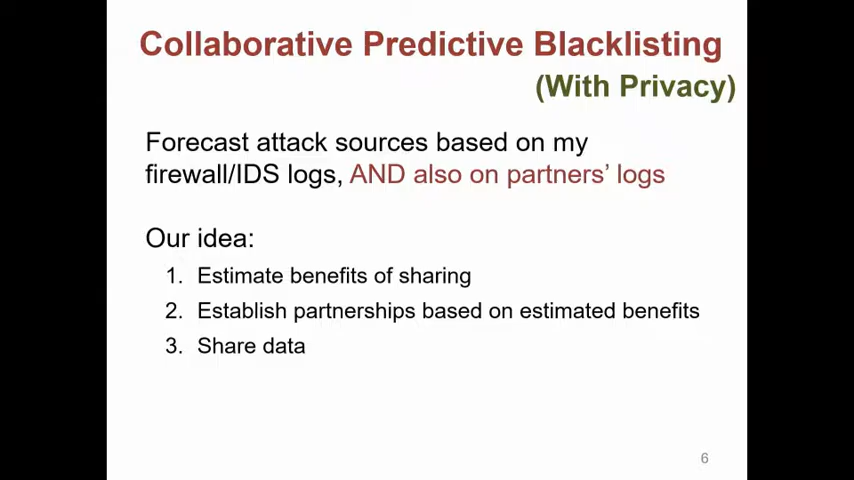 Collaborative Predictive Blacklisting
(With Privacy)
Forecast attack sources based on my
firewall/IDS logs, AND also on partners’ logs
Our idea:
1. Estimate benefits of sharing
2. Establish partnerships based on estimated benefits
3. Share data
6